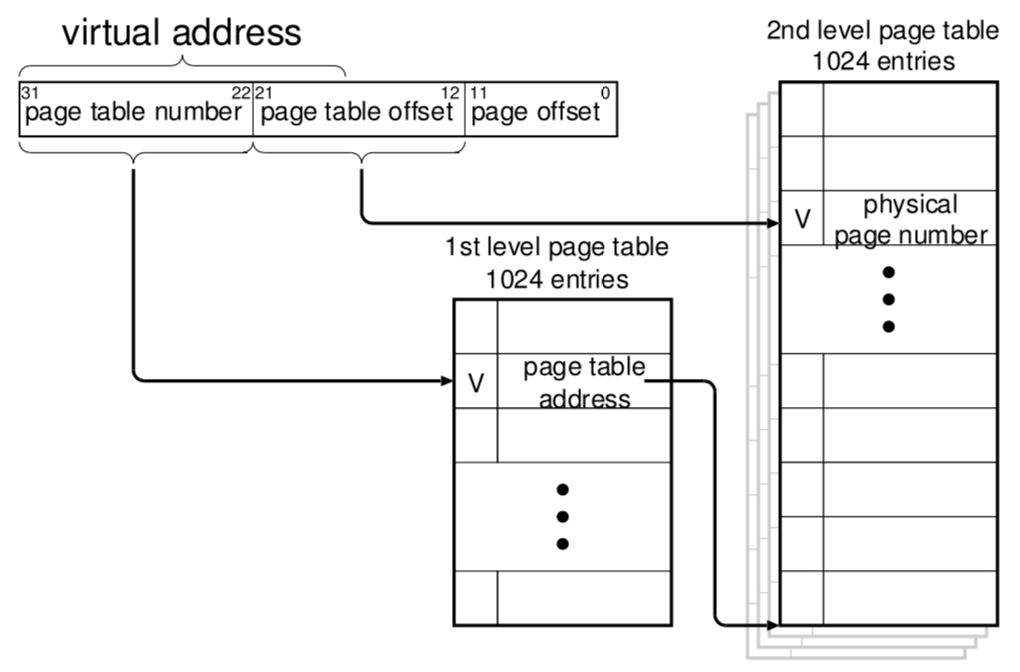 virtual address
31 22 21 12 11 0
page table number page table offset page offset
2nd level page table
1024 entries
V physical
page number
1st level page table
1024 entries
V page table
address